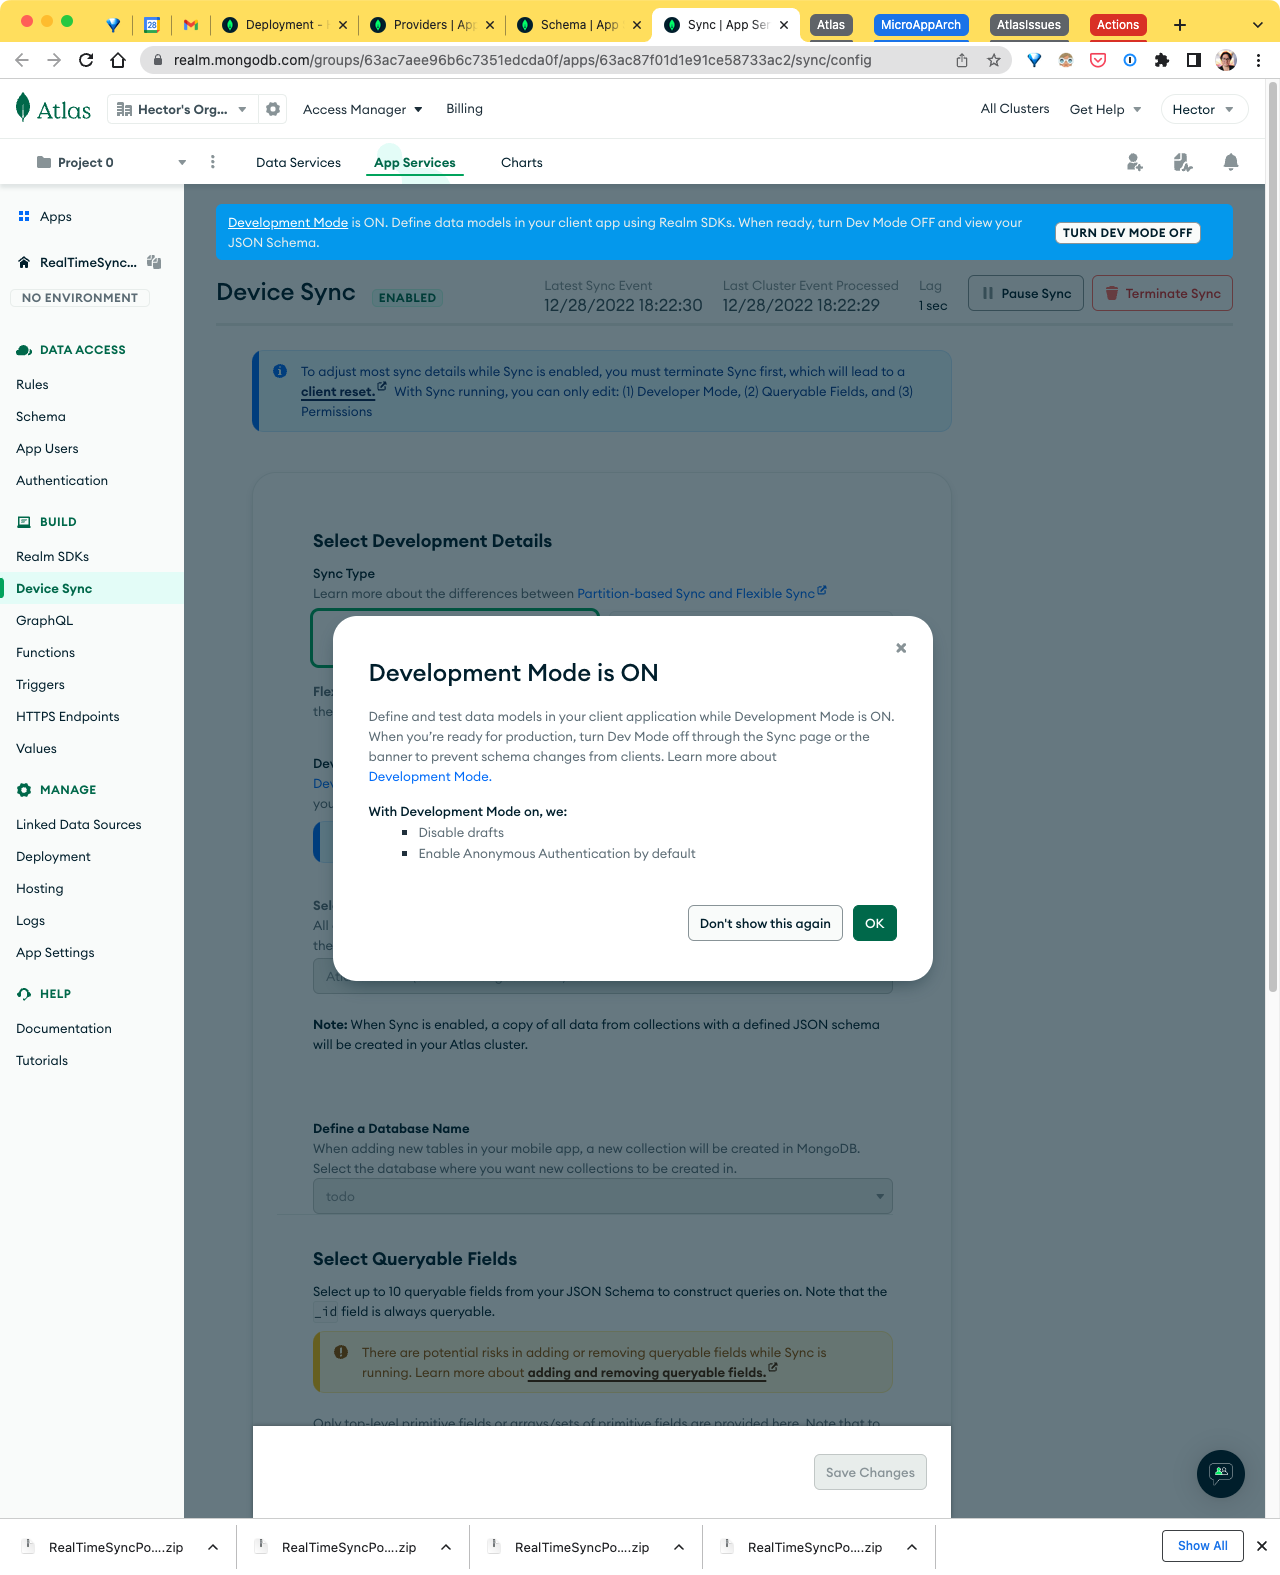 Deployment -
Providers | App
Schema | App
Sync | App Ser
Atlas
MicroAppArch
AtlasIssues
Actions
realm.mongodb.com/groups/63ac7aee96b6c7351edcda0f/apps/63ac87f01d1e91ce58733ac2/sync/config
Atlas
Hector's Org...
Access Manager
Billing
All Clusters
Get Help
Hector
Project 0
Data Services
App Services
Charts
Apps
RealTimeSync...
NO ENVIRONMENT
DATA ACCESS
Rules
Schema
App Users
Authentication
BUILD
Realm SDKs
Device Sync
GraphQL
Functions
Triggers
HTTPS Endpoints
Values
MANAGE
Linked Data Sources
Deployment
Hosting
Logs
App Settings
HELP
Documentation
Tutorials
Development Mode is ON. Define data models in your client app using Realm SDKs. When ready, turn Dev Mode OFF and view your
JSON Schema.
TURN DEV MODE OFF
Device Sync
ENABLED
Latest Sync Event
12/28/2022 18:22:30
Last Cluster Event Processed
12/28/2022 18:22:29
Lag
1 sec
Pause Sync
Terminate Sync
To adjust most sync details while Sync is enabled, you must terminate Sync first, which will lead to a
client reset. With Sync running, you can only edit: (1) Developer Mode, (2) Queryable Fields, and (3)
Permissions
Select Development Details
Sync Type
Learn more about the differences between Partition-based Sync and Flexible Sync
Development Mode is ON
Define and test data models in your client application while Development Mode is ON.
When you're ready for production, turn Dev Mode off through the Sync page or the
banner to prevent schema changes from clients. Learn more about
Development Mode.
With Development Mode on, we:
Disable drafts
Enable Anonymous Authentication by default
Don't show this again
OK
Note: When Sync is enabled, a copy of all data from collections with a defined JSON schema
will be created in your Atlas cluster.
Define a Database Name
When adding new tables in your mobile app, a new collection will be created in MongoDB.
Select the database where you want new collections to be created in.
todo
Select Queryable Fields
Select up to 10 queryable fields from your JSON Schema to construct queries on. Note that the
_id field is always queryable.
There are potential risks in adding or removing queryable fields while Sync is
running. Learn more about adding and removing queryable fields.
Only top-level primitive fields or arrays/sets of primitive fields are provided here. Note that to
Save Changes
RealTimeSyncPo....zip
RealTimeSyncPo....zip
RealTimeSyncPo....zip
RealTimeSyncPo....zip
Show All